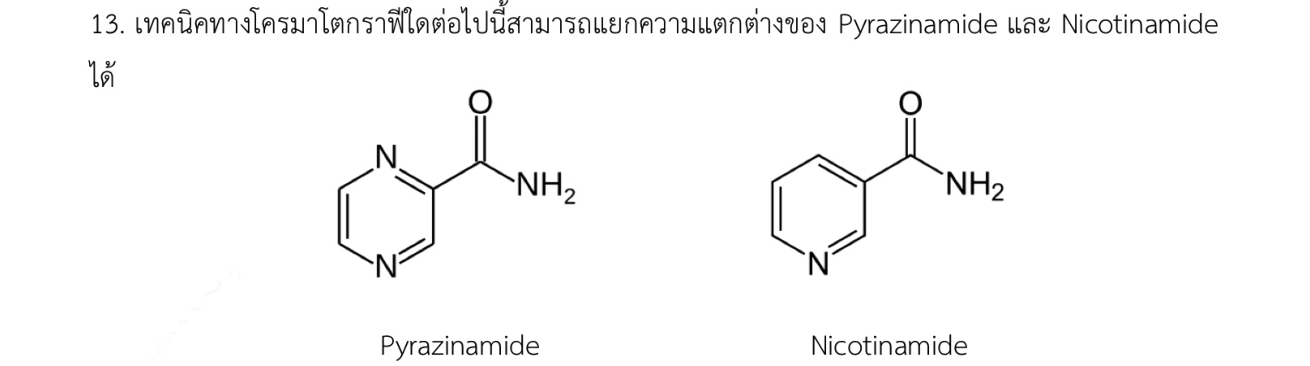 13. เทคนิคทางโครมาโตกราฟีใดต่อไปนี้สามารถแยกความแตกต่างของ Pyrazinamide และ Nicotinamide
ได้
O O
N NH2 NH2
N N
Pyrazinamide Nicotinamide